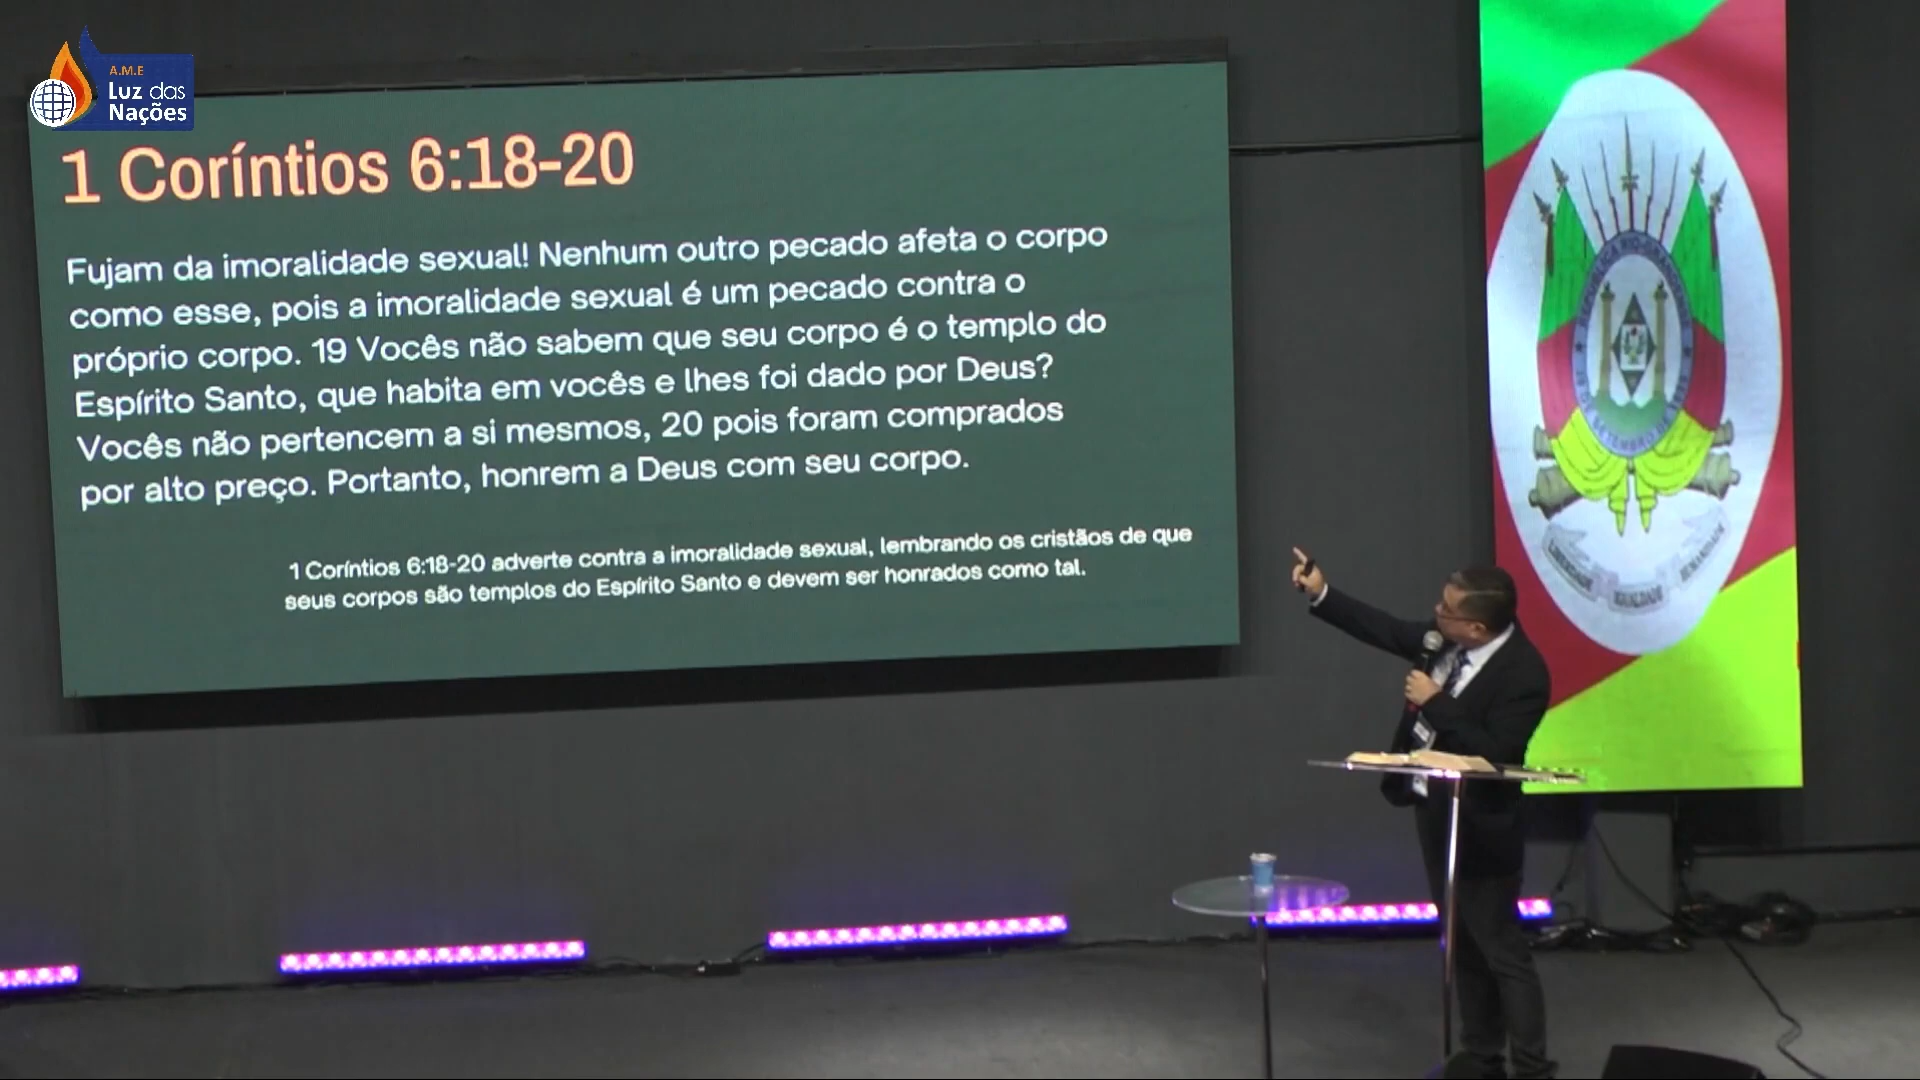 A.M.E
Luz das
Nações
1 Coríntios 6:18-20
Fujam da imoralidade sexual! Nenhum outro pecado afeta o corpo
como esse, pois a imoralidade sexual é um pecado contra o
próprio corpo. 19 Vocês não sabem que seu corpo é o templo do
Espírito Santo, que habita em vocês e lhes foi dado por Deus?
Vocês não pertencem a si mesmos, 20 pois foram comprados
por alto preço. Portanto, honrem a Deus com seu corpo.
1 Coríntios 6:18-20 adverte contra a imoralidade sexual, lembrando os cristãos de que
seus corpos são templos do Espírito Santo e devem ser honrados como tal.
LIBERDADE
IGUALDADE
HUMANIDADE